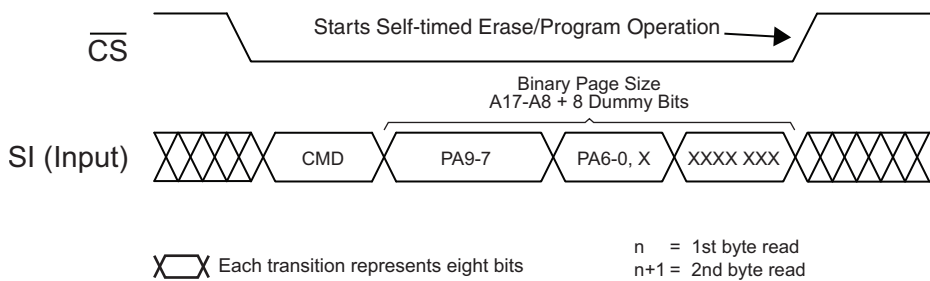 Starts Self-timed Erase/Program Operation
CS
Binary Page Size
A17-A8 + 8 Dummy Bits
SI (Input)
CMD
PA9-7
PA6-0, X
XXXX XXX
Each transition represents eight bits
n = 1st byte read
n+1 = 2nd byte read